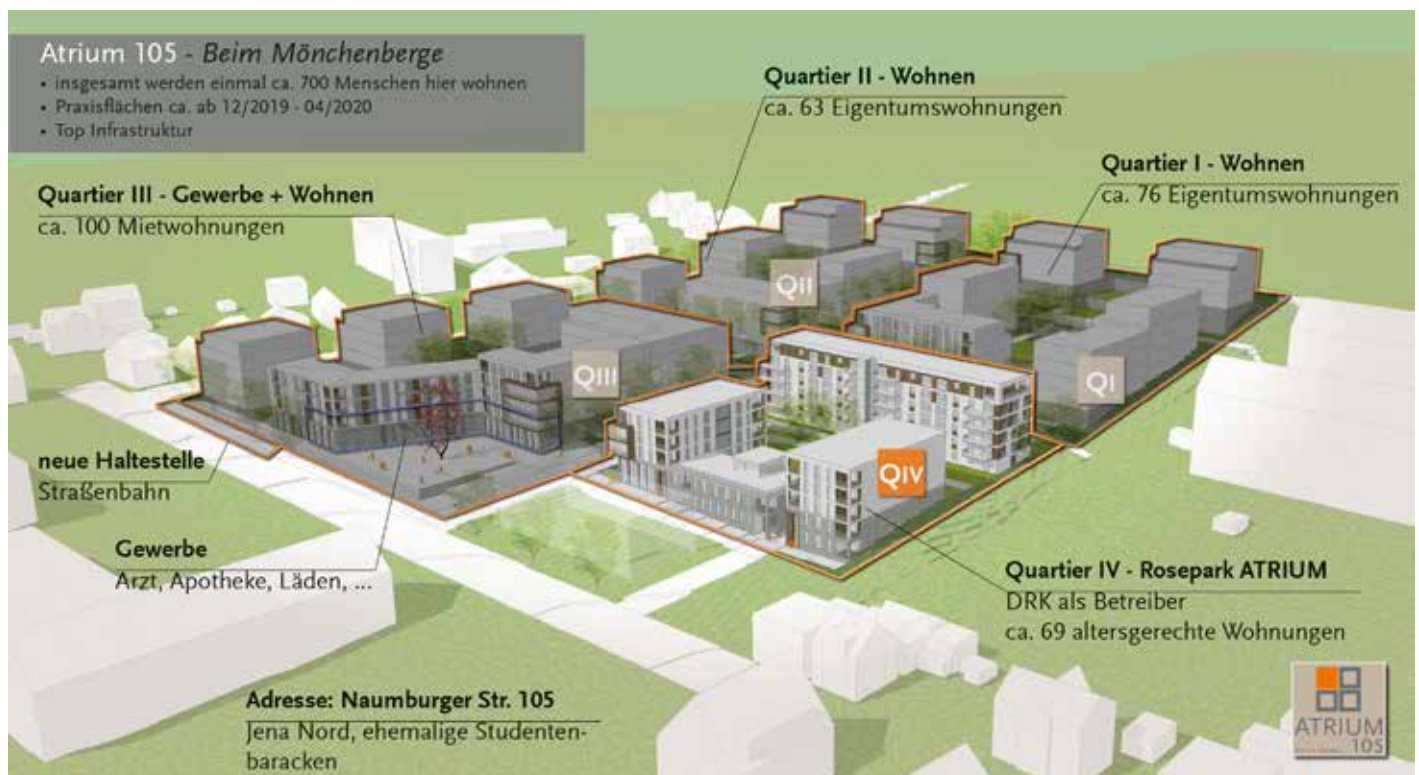 Atrium 105 - Beim Mönchenberge
• insgesamt werden einmal ca. 700 Menschen hier wohnen
• Praxisflächen ca. ab 12/2019 - 04/2020
• Top Infrastruktur
Quartier II - Wohnen
ca. 63 Eigentumswohnungen
Quartier I - Wohnen
ca. 76 Eigentumswohnungen
Quartier III - Gewerbe + Wohnen
ca. 100 Mietwohnungen
QII
QIII
QI
QIV
neue Haltestelle
Straßenbahn
Gewerbe
Arzt, Apotheke, Läden, ...
Quartier IV - Rosepark ATRIUM
DRK als Betreiber
ca. 69 altersgerechte Wohnungen
Adresse: Naumburger Str. 105
Jena Nord, ehemalige Studenten-
baracken
ATRIUM
105